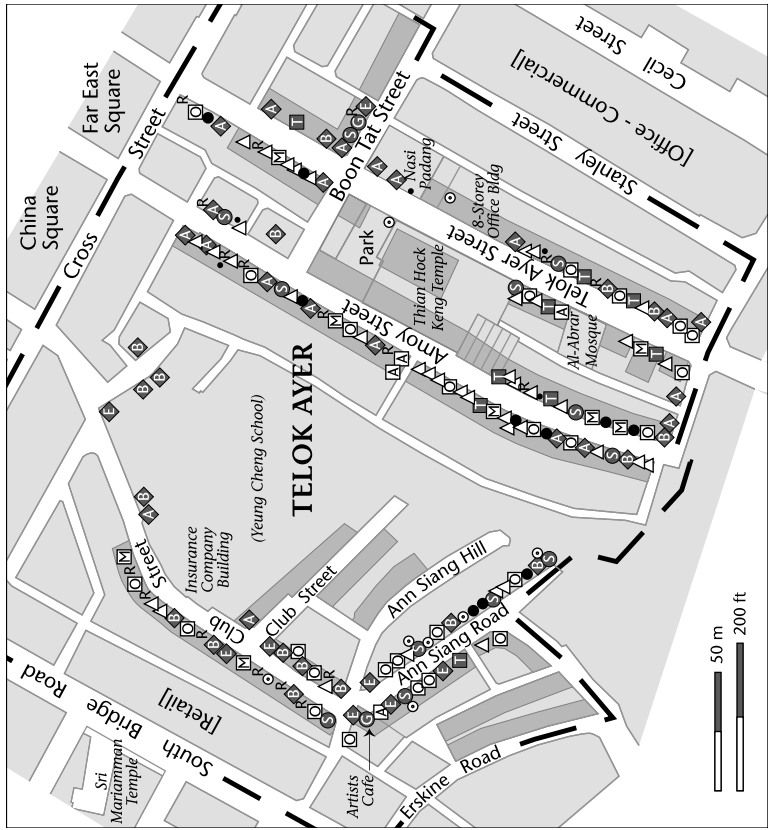 Far East
Square
China
Square
Cross
Street
Cecil
Street
[Office - Commercial]
Stanley
Street
Boon Tat Street
Nasi
Padang
8-Storey
Office Bldg
Park
Thian Hock
Keng Temple
Telok Ayer Street
Al-Abrar
Mosque
Amoy Street
TELOK AYER
(Yeung Cheng School)
Insurance
Company
Building
Club
Street
Club Street
Ann Siang Hill
Ann Siang Road
[Retail]
South
Bridge
Road
Sri
Mariamman
Temple
Artists
Cafe
Erskine
Road
50 m
200 ft